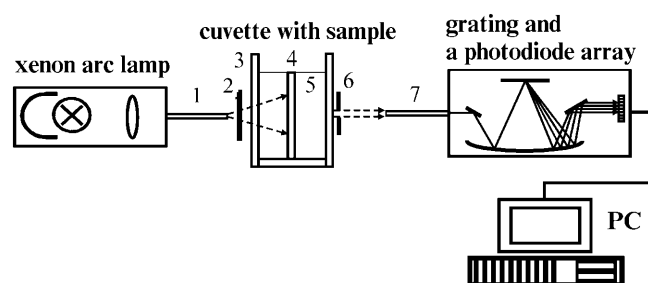 grating and
a photodiode array
cuvette with sample
xenon arc lamp
1 2 3 4 5 6 7
PC